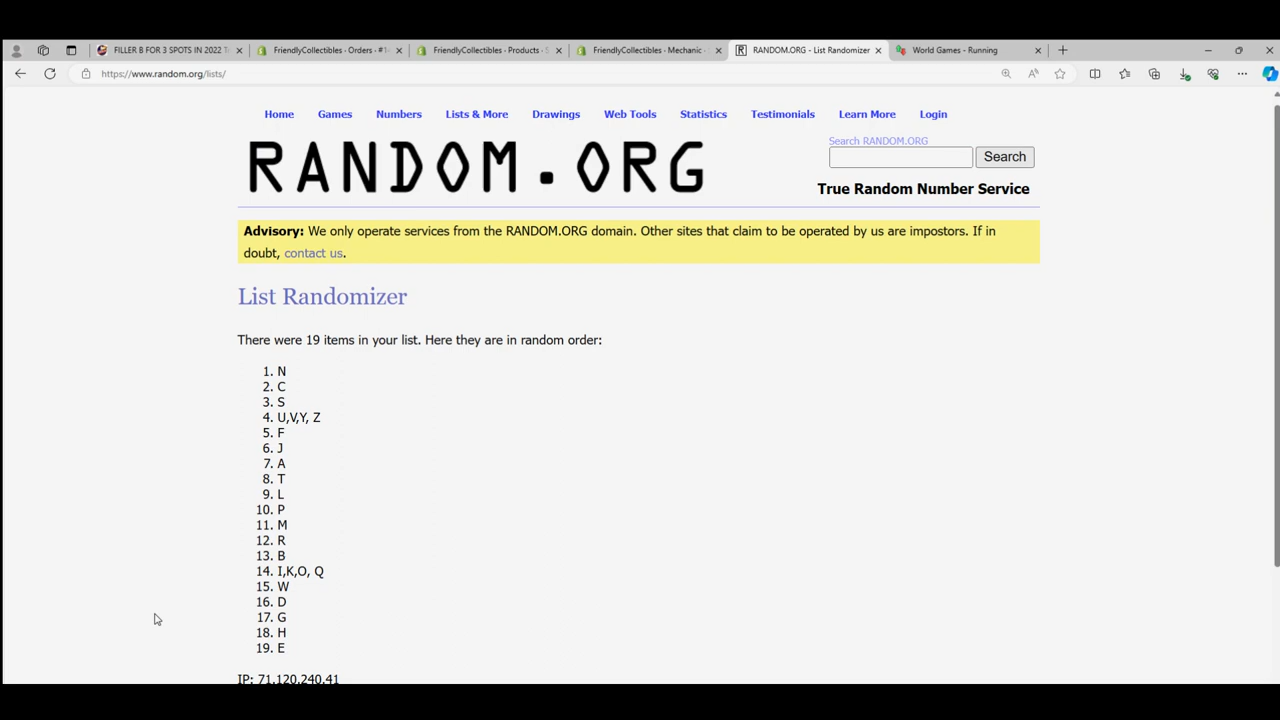 FILLER B FOR 3 SPOTS IN 2022
FriendlyCollectibles · Orders · #1
FriendlyCollectibles · Products · S
FriendlyCollectibles · Mechanic ·
RANDOM.ORG - List Randomizer
World Games - Running
https://www.random.org/lists/
Home Games Numbers Lists & More Drawings Web Tools Statistics Testimonials Learn More Login
RANDOM.ORG
Search RANDOM.ORG
Search
True Random Number Service
Advisory: We only operate services from the RANDOM.ORG domain. Other sites that claim to be operated by us are impostors. If in
doubt, contact us.
List Randomizer
There were 19 items in your list. Here they are in random order:
1. N
2. C
3. S
4. U,V,Y, Z
5. F
6. J
7. A
8. T
9. L
10. P
11. M
12. R
13. B
14. I,K,O, Q
15. W
16. D
17. G
18. H
19. E
IP: 71.120.240.41